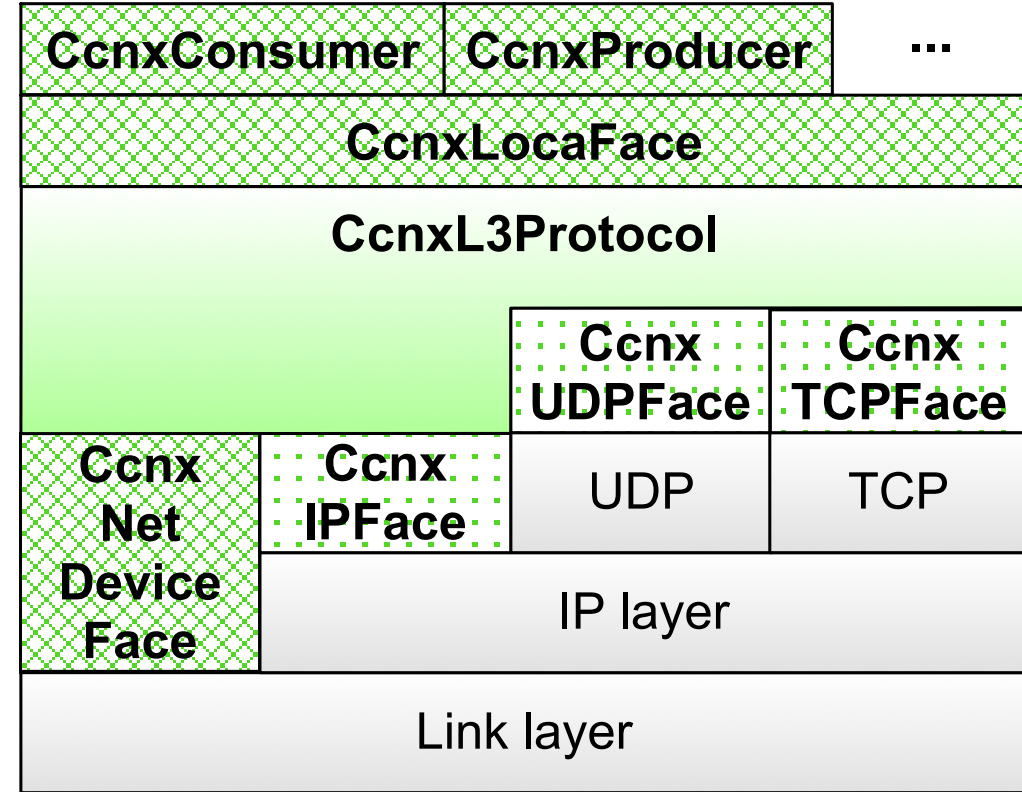 CcnxConsumer
CcnxProducer
...
CcnxLocaFace
CcnxL3Protocol
Ccnx
UDPFace
Ccnx
TCPFace
Ccnx
Net
Device
Face
Ccnx
IPFace
UDP
TCP
IP layer
Link layer